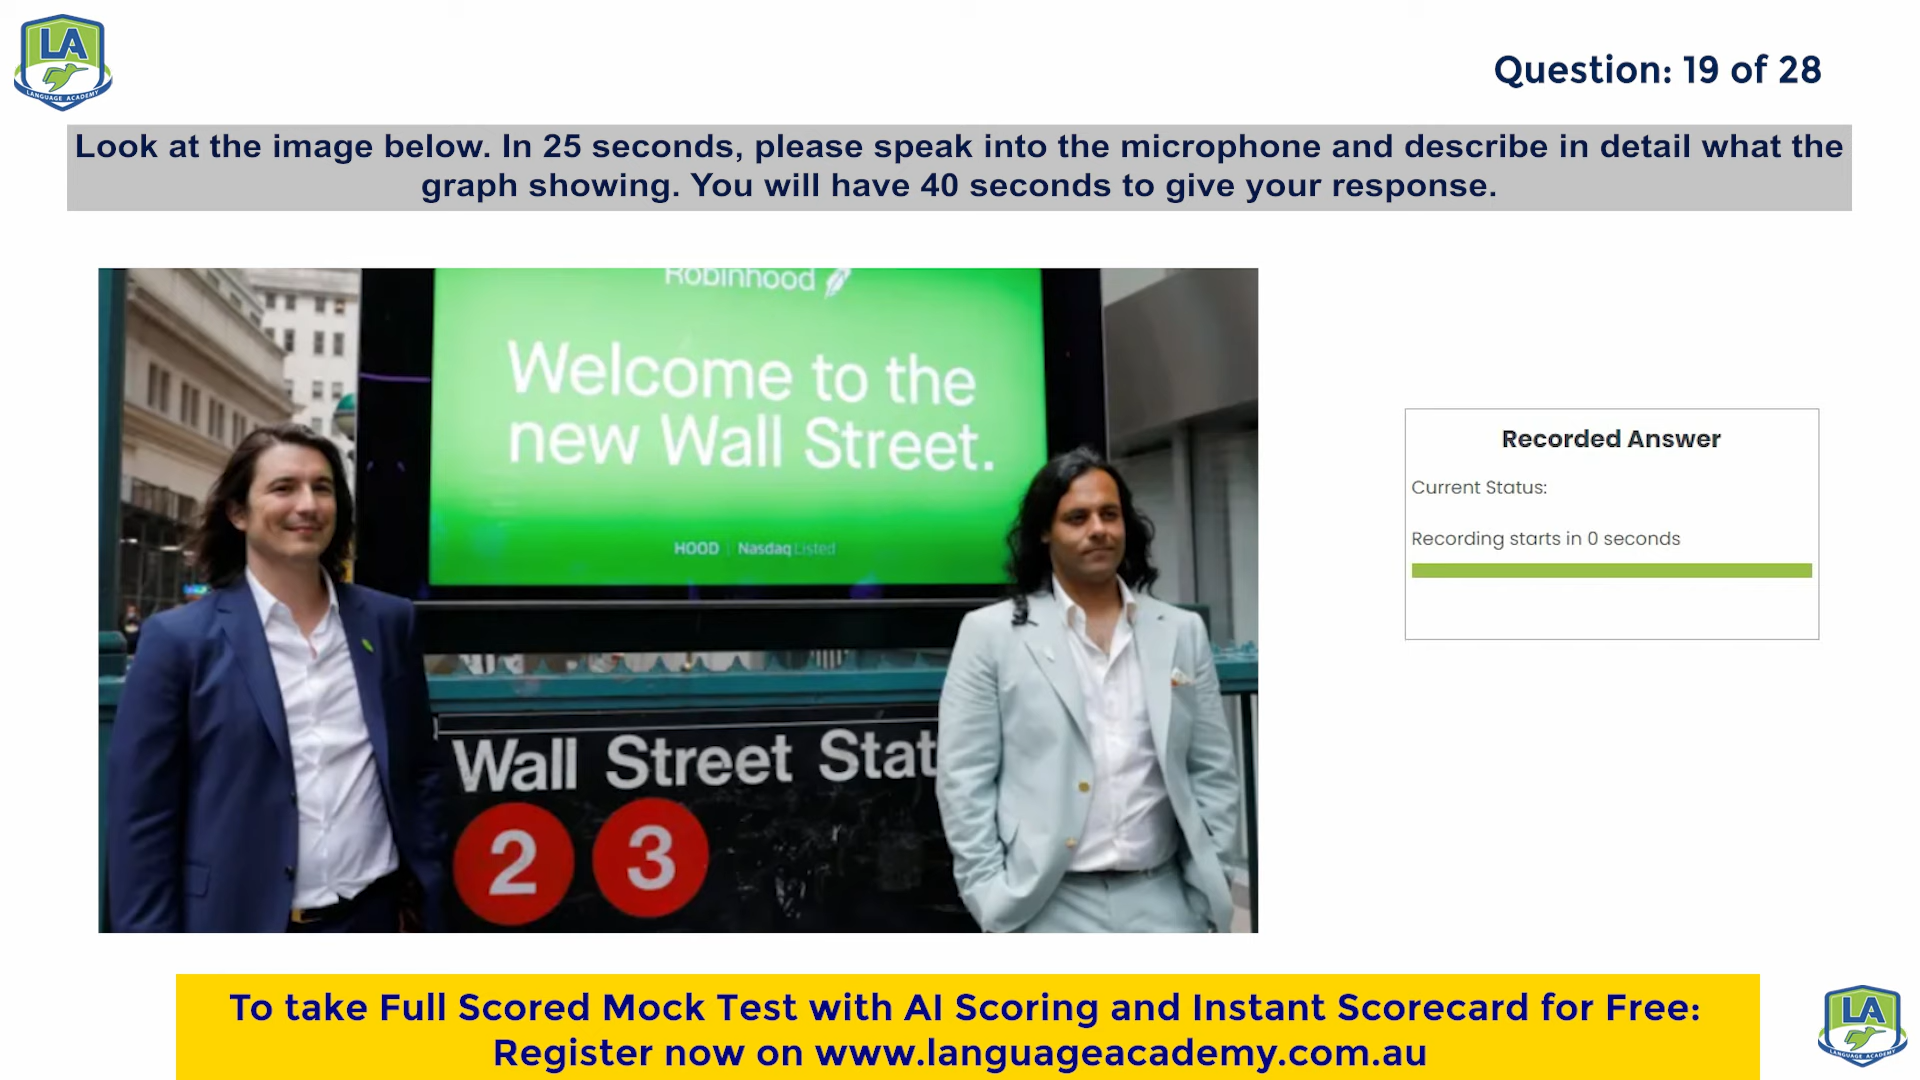 LA
LANGUAGE ACADEMY
Question: 19 of 28
Look at the image below. In 25 seconds, please speak into the microphone and describe in detail what the
graph showing. You will have 40 seconds to give your response.
Robinhood
Welcome to the
new Wall Street.
HOOD | Nasdaq Listed
Wall Street Stat
2 3
Recorded Answer
Current Status:
Recording starts in 0 seconds
To take Full Scored Mock Test with AI Scoring and Instant Scorecard for Free:
Register now on www.languageacademy.com.au
LA
LANGUAGE ACADEMY